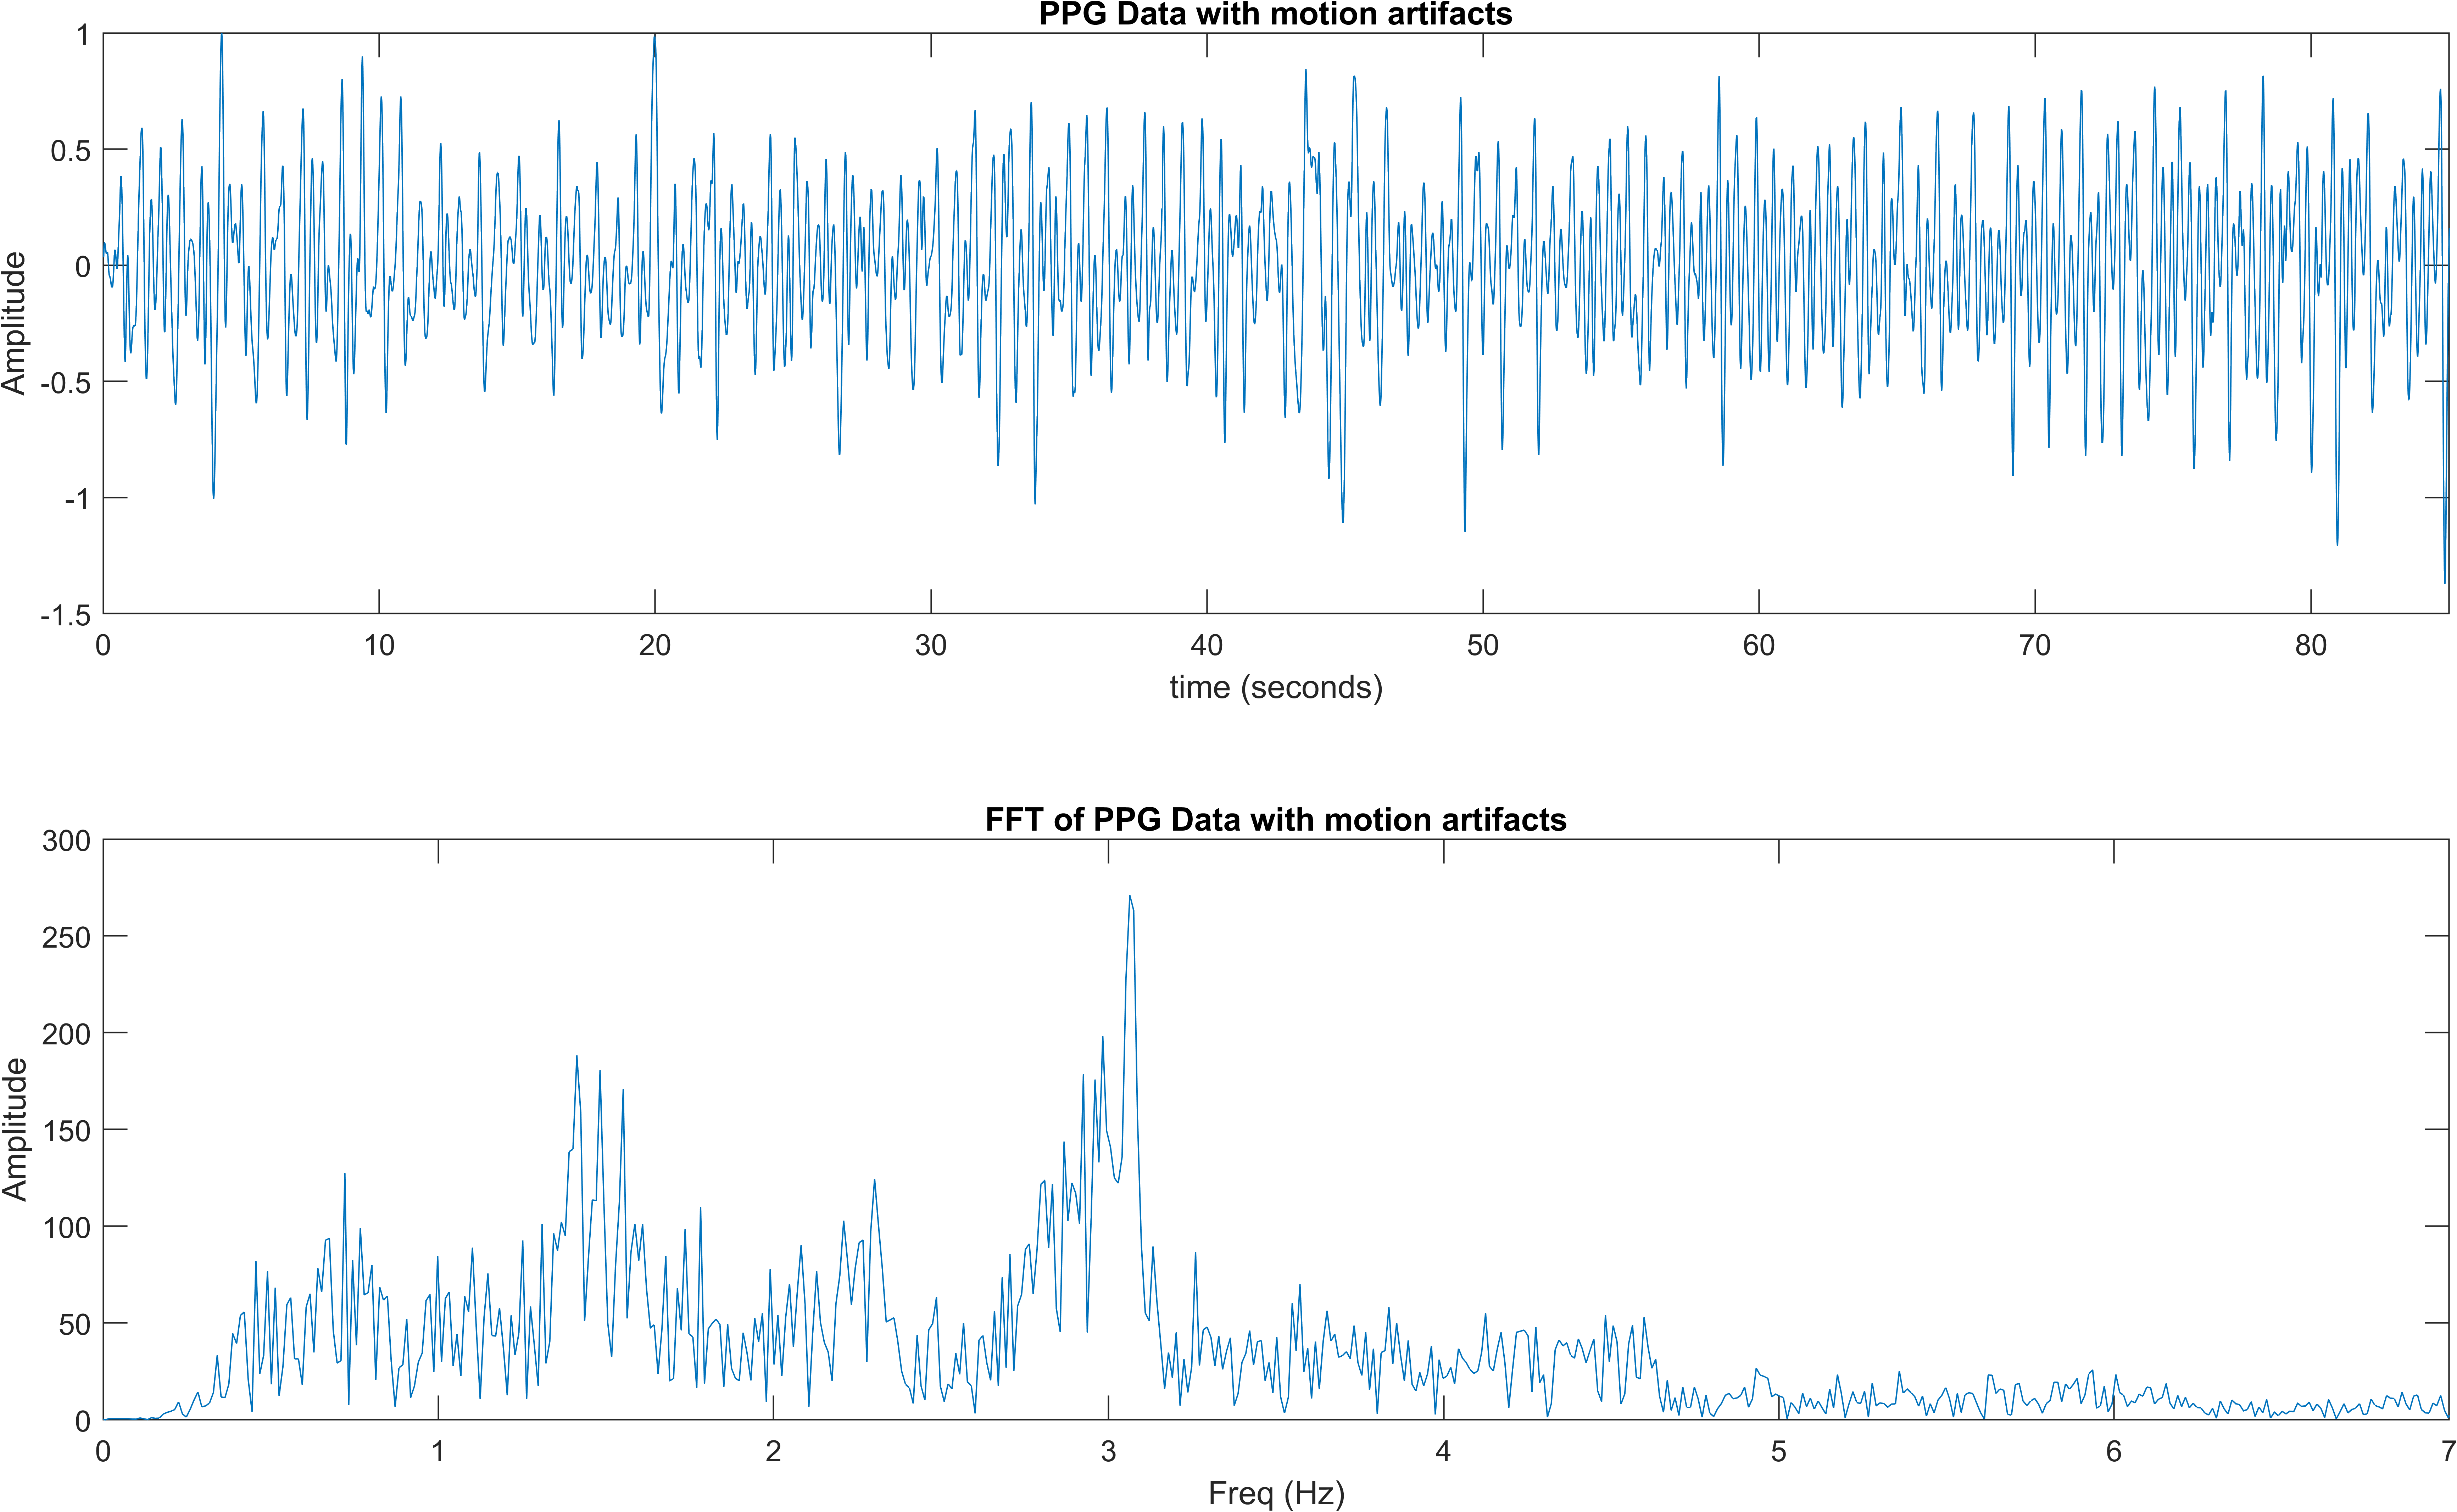 PPG Data with motion artifacts
1
0.5
0
-0.5
-1
-1.5
Amplitude
0 10 20 30 40 50 60 70 80
time (seconds)
FFT of PPG Data with motion artifacts
300
250
200
150
100
50
0
Amplitude
0 1 2 3 4 5 6 7
Freq (Hz)